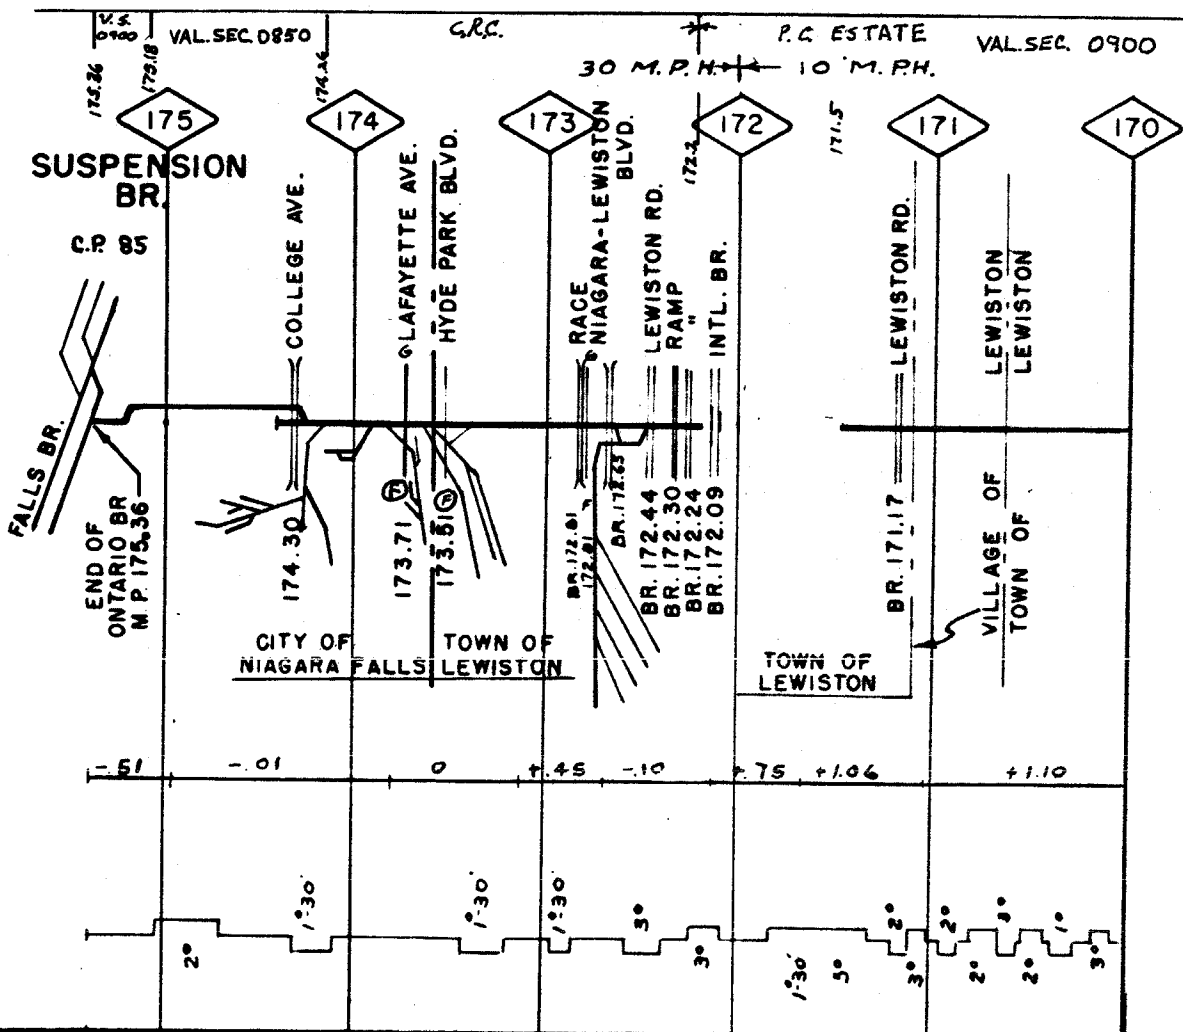 V.S.
0900
VAL. SEC. 0850
C.R.C.
P.C. ESTATE
VAL. SEC. 0900
30 M.P.H.
10 M.P.H.
175.36
175.18
174.26
172.2
171.5
175
174
173
172
171
170
SUSPENSION
BR.
C.P. 85
COLLEGE AVE.
LAFAYETTE AVE.
HYDE PARK BLVD.
RACE
NIAGARA-LEWISTON
BLVD.
LEWISTON RD.
RAMP
"
INTL. BR.
LEWISTON RD.
LEWISTON
LEWISTON
FALLS BR.
END OF
ONTARIO BR
M.P. 175.36
174.30
173.71
173.51
BR. 172.81
172.81
BR. 172.63
BR. 172.44
BR. 172.30
BR. 172.24
BR. 172.09
BR. 171.17
VILLAGE OF
TOWN OF
CITY OF
NIAGARA FALLS
TOWN OF
LEWISTON
TOWN OF
LEWISTON
-.51
-.01
0
+.45
-.10
+.75
+1.06
+1.10
2°
1°-30'
1°-30'
1°-30'
3°
3°
1°-30'
5°
2°
3°
2°
2°
3°
2°
1°
3°